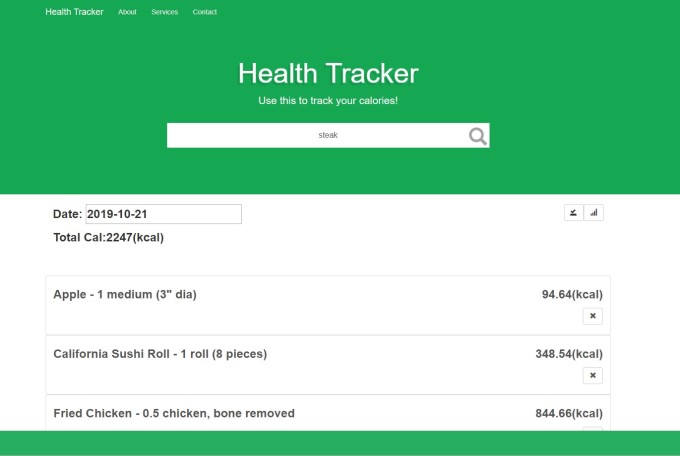 Health Tracker About Services Contact
Health Tracker
Use this to track your calories!
steak
Date: 2019-10-21
Total Cal:2247(kcal)
Apple - 1 medium (3" dia) 94.64(kcal)
California Sushi Roll - 1 roll (8 pieces) 348.54(kcal)
Fried Chicken - 0.5 chicken, bone removed 844.66(kcal)